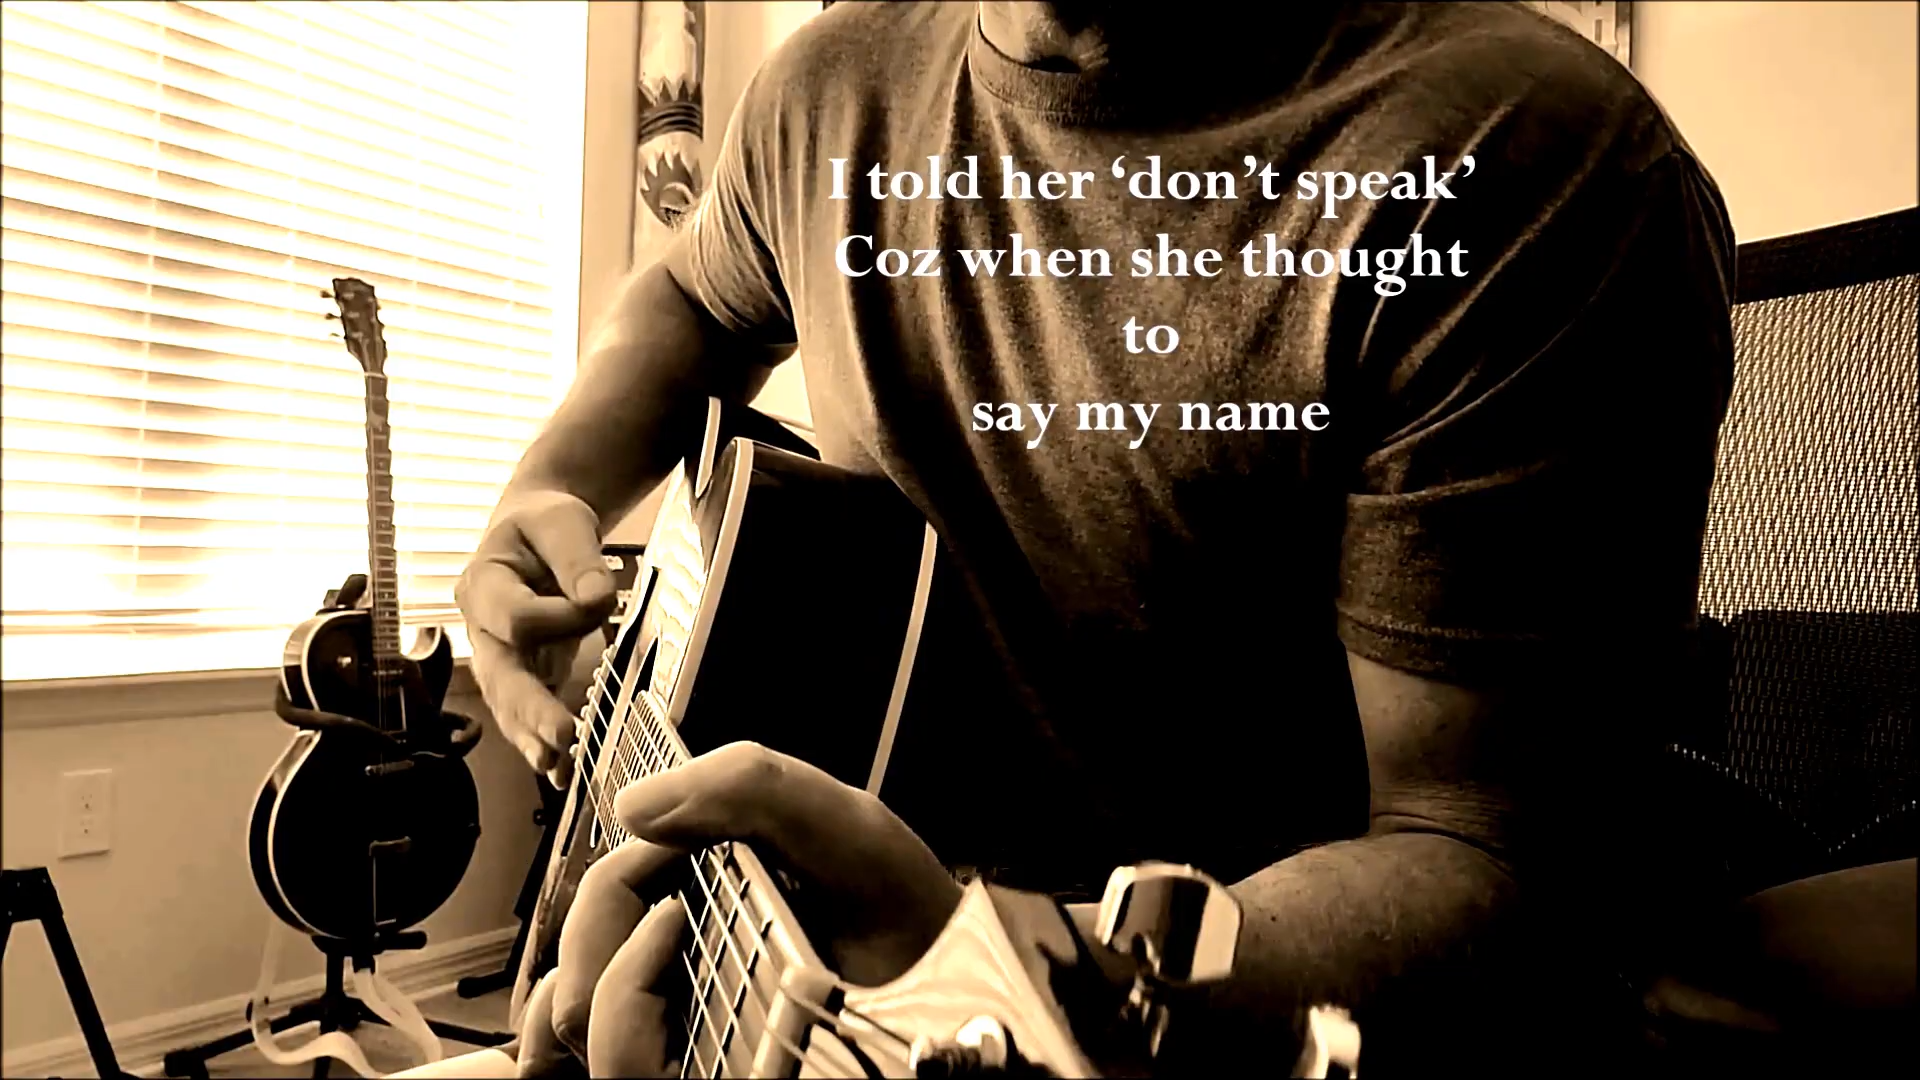 I told her ‘don’t speak’
Coz when she thought
to
say my name